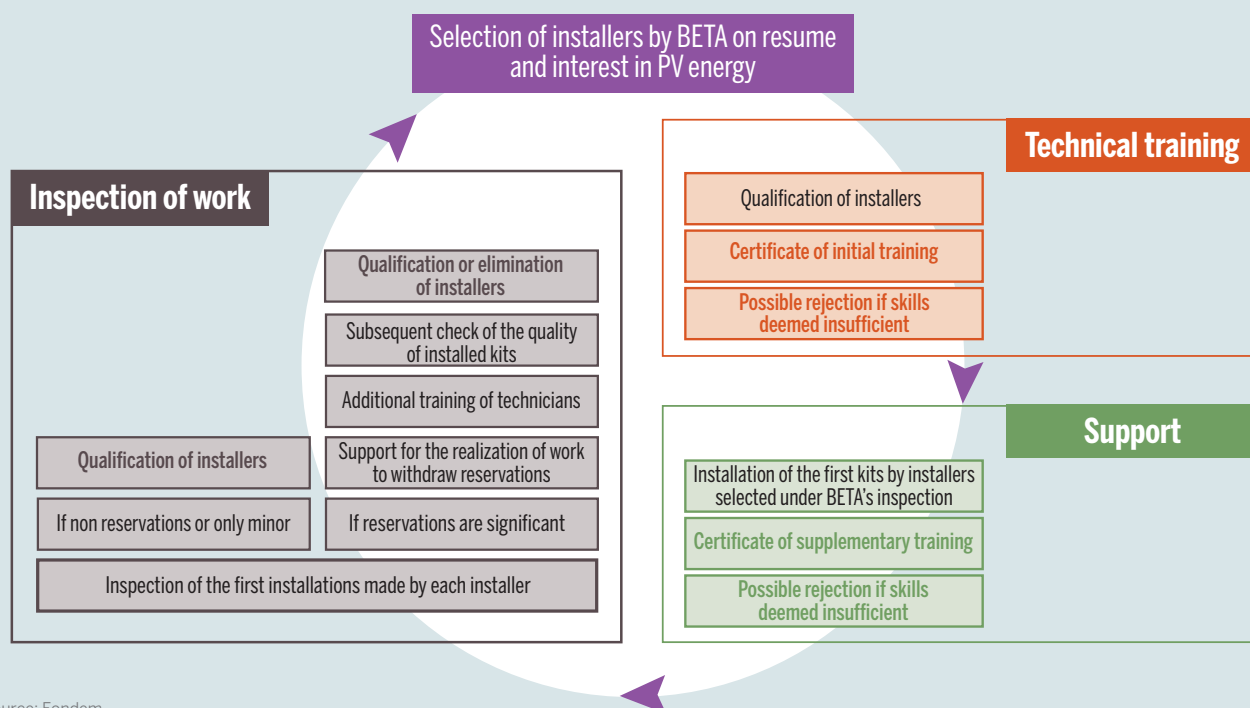 Selection of installers by BETA on resume
and interest in PV energy
Technical training
Qualification of installers
Certificate of initial training
Possible rejection if skills
deemed insufficient
Support
Installation of the first kits by installers
selected under BETA's inspection
Certificate of supplementary training
Possible rejection if skills
deemed insufficient
Inspection of work
Qualification or elimination
of installers
Subsequent check of the quality
of installed kits
Additional training of technicians
Qualification of installers
Support for the realization of work
to withdraw reservations
If non reservations or only minor
If reservations are significant
Inspection of the first installations made by each installer
Fondem